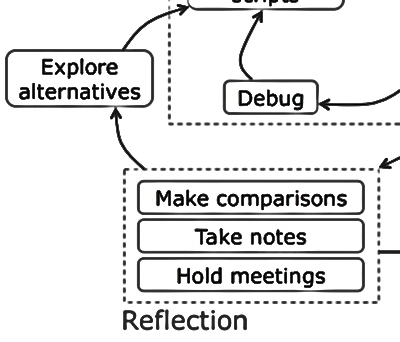 Explore
alternatives
Debug
Make comparisons
Take notes
Hold meetings
Reflection